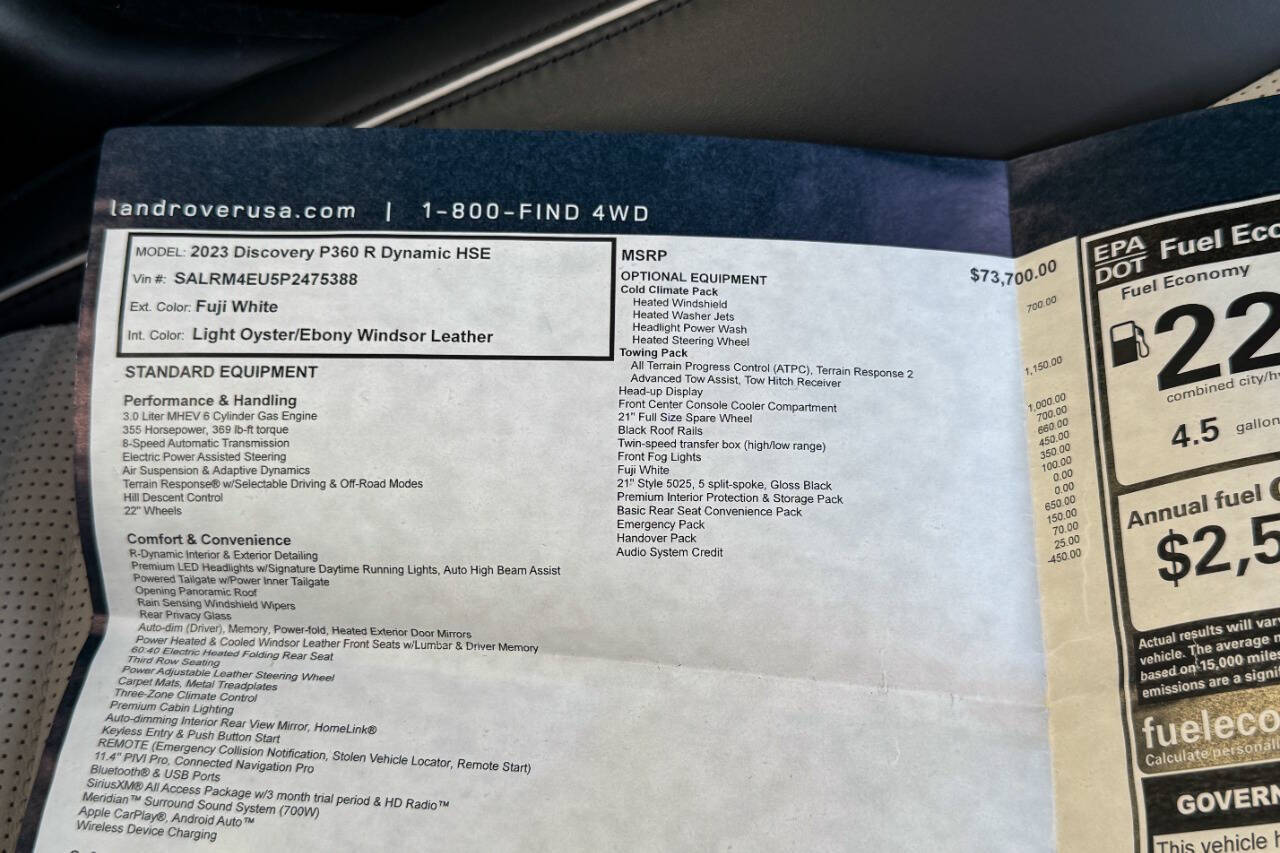 landroverusa.com | 1-800-FIND 4WD
MODEL: 2023 Discovery P360 R Dynamic HSE
Vin #: SALRM4EU5P2475388
Ext. Color: Fuji White
Int. Color: Light Oyster/Ebony Windsor Leather
STANDARD EQUIPMENT
Performance & Handling
3.0 Liter MHEV 6 Cylinder Gas Engine
355 Horsepower, 369 lb-ft torque
8-Speed Automatic Transmission
Electric Power Assisted Steering
Air Suspension & Adaptive Dynamics
Terrain Response® w/Selectable Driving & Off-Road Modes
Hill Descent Control
22" Wheels
Comfort & Convenience
R-Dynamic Interior & Exterior Detailing
Premium LED Headlights w/Signature Daytime Running Lights, Auto High Beam Assist
Powered Tailgate w/Power Inner Tailgate
Opening Panoramic Roof
Rain Sensing Windshield Wipers
Rear Privacy Glass
Auto-dim (Driver), Memory, Power-fold, Heated Exterior Door Mirrors
Power Heated & Cooled Windsor Leather Front Seats w/Lumbar & Driver Memory
60:40 Electric Heated Folding Rear Seat
Third Row Seating
Power Adjustable Leather Steering Wheel
Carpet Mats, Metal Treadplates
Three-Zone Climate Control
Premium Cabin Lighting
Auto-dimming Interior Rear View Mirror, HomeLink®
Keyless Entry & Push Button Start
REMOTE (Emergency Collision Notification, Stolen Vehicle Locator, Remote Start)
11.4" PIVI Pro, Connected Navigation Pro
Bluetooth® & USB Ports
SiriusXM® All Access Package w/3 month trial period & HD Radio™
Meridian™ Surround Sound System (700W)
Apple CarPlay®, Android Auto™
Wireless Device Charging
MSRP $73,700.00
OPTIONAL EQUIPMENT
Cold Climate Pack 700.00
Heated Windshield
Heated Washer Jets
Headlight Power Wash
Heated Steering Wheel
Towing Pack 1,150.00
All Terrain Progress Control (ATPC), Terrain Response 2
Advanced Tow Assist, Tow Hitch Receiver
Head-up Display 1,000.00
Front Center Console Cooler Compartment 700.00
21" Full Size Spare Wheel 660.00
Black Roof Rails 450.00
Twin-speed transfer box (high/low range) 350.00
Front Fog Lights 100.00
Fuji White 0.00
21" Style 5025, 5 split-spoke, Gloss Black 0.00
Premium Interior Protection & Storage Pack 650.00
Basic Rear Seat Convenience Pack 150.00
Emergency Pack 70.00
Handover Pack 25.00
Audio System Credit -450.00
EPA
DOT Fuel Eco
Fuel Economy
22
combined city/h
4.5 gallon
Annual fuel
$2,5
Actual results will var
vehicle. The average
based on 15,000 miles
emissions are a signi
fueleco
Calculate personali
GOVERN
This vehicle